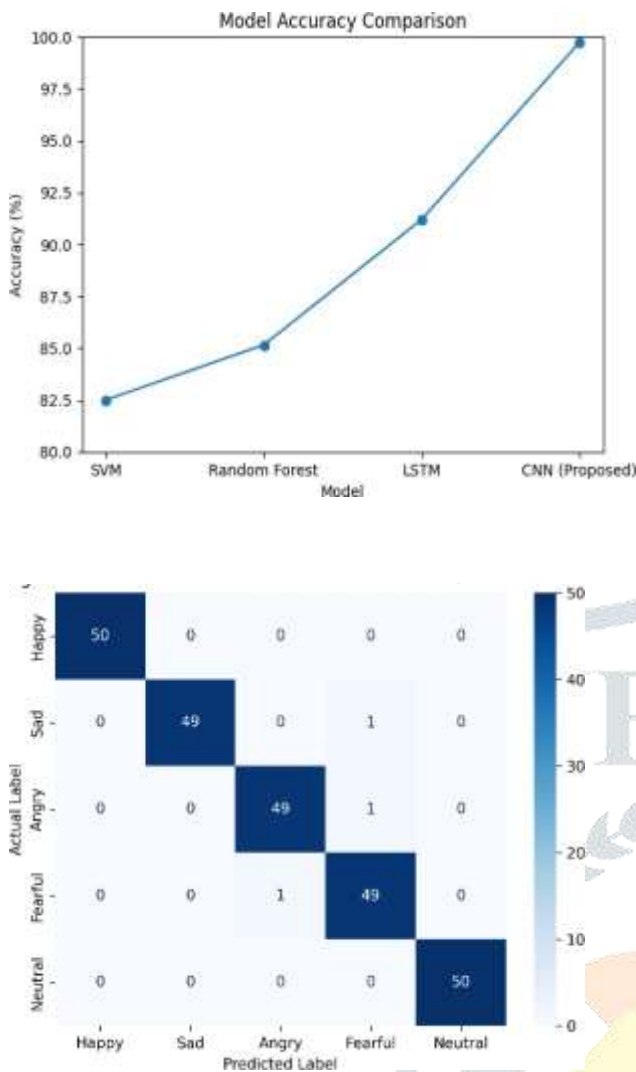 Model Accuracy Comparison
100.0
97.5
95.0
92.5
90.0
87.5
85.0
82.5
80.0
Accuracy (%)
SVM Random Forest LSTM CNN (Proposed)
Model
Actual Label
Happy 50 0 0 0 0
Sad 0 49 0 1 0
Angry 0 0 49 1 0
Fearful 0 0 1 49 0
Neutral 0 0 0 0 50
Happy Sad Angry Fearful Neutral
Predicted Label
50
40
30
20
10
0